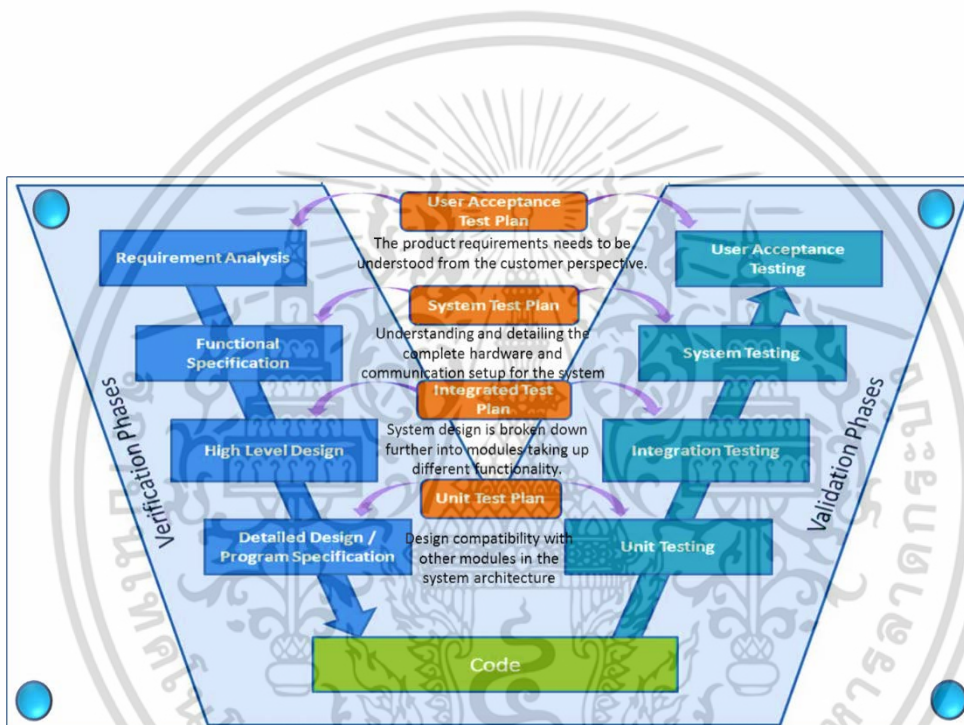 User Acceptance
Test Plan
The product requirements needs to be
understood from the customer perspective.
Requirement Analysis
User Acceptance
Testing
System Test Plan
Understanding and detailing the
complete hardware and
communication setup for the system
Functional
Specification
System Testing
Integrated Test
Plan
System design is broken down
further into modules taking up
different functionality.
High Level Design
Integration Testing
Unit Test Plan
Design compatibility with
other modules in the
system architecture
Detailed Design /
Program Specification
Unit Testing
Code
Verification Phases
Validation Phases